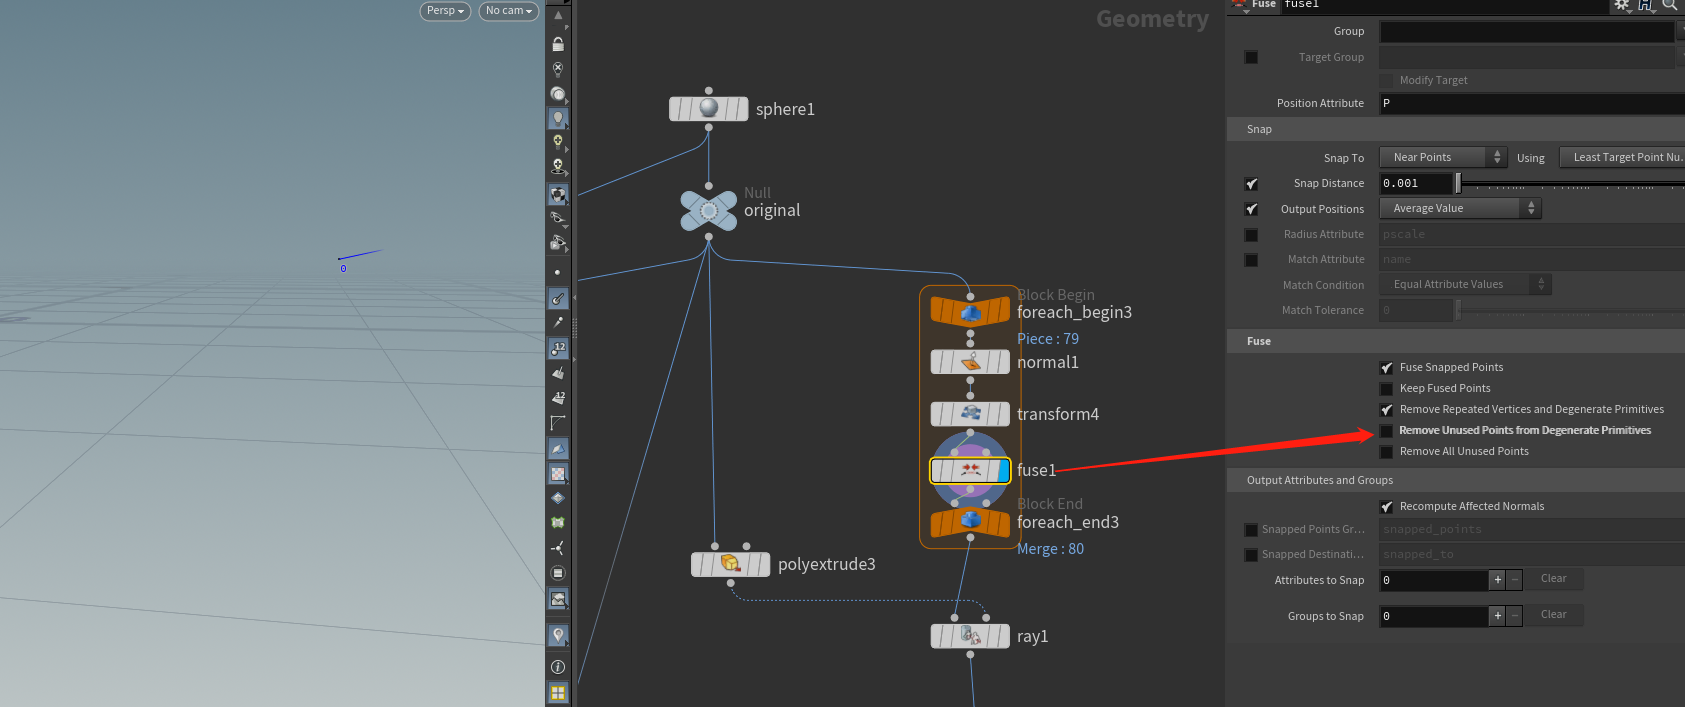 Persp
No cam
0
12
12
Geometry
sphere1
Null
original
Block Begin
foreach_begin3
Piece : 79
normal1
transform4
fuse1
Block End
foreach_end3
Merge : 80
polyextrude3
ray1
Fuse fuse1
Group
Target Group
Modify Target
Position Attribute P
Snap
Snap To Near Points Using Least Target Point Nu...
Snap Distance 0.001
Output Positions Average Value
Radius Attribute pscale
Match Attribute name
Match Condition Equal Attribute Values
Match Tolerance 0
Fuse
Fuse Snapped Points
Keep Fused Points
Remove Repeated Vertices and Degenerate Primitives
Remove Unused Points from Degenerate Primitives
Remove All Unused Points
Output Attributes and Groups
Recompute Affected Normals
Snapped Points Gr... snapped_points
Snapped Destinati... snapped_to
Attributes to Snap 0 + − Clear
Groups to Snap 0 + − Clear